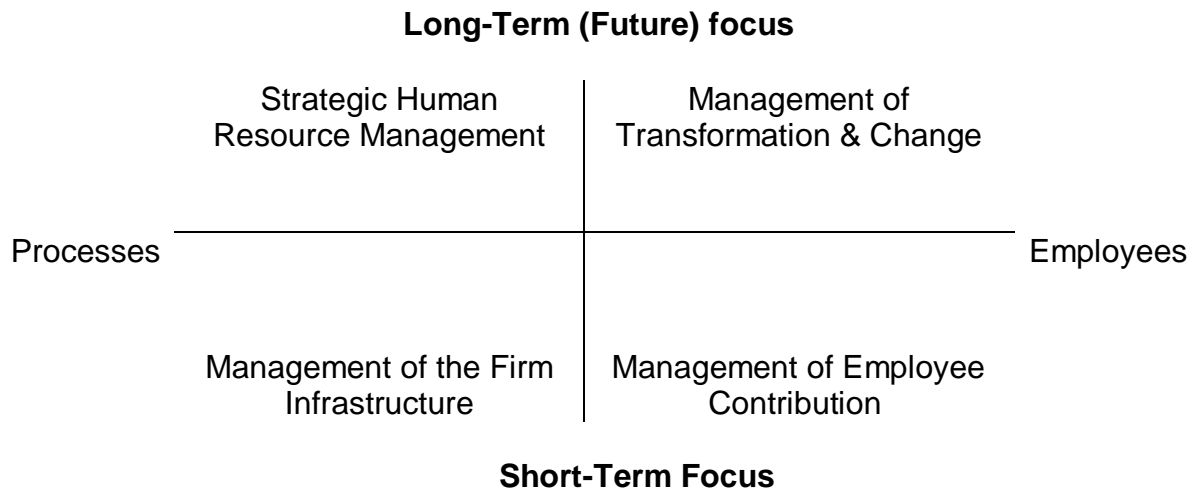 Long-Term (Future) focus
Strategic Human
Resource Management
Management of
Transformation & Change
Processes
Employees
Management of the Firm
Infrastructure
Management of Employee
Contribution
Short-Term Focus